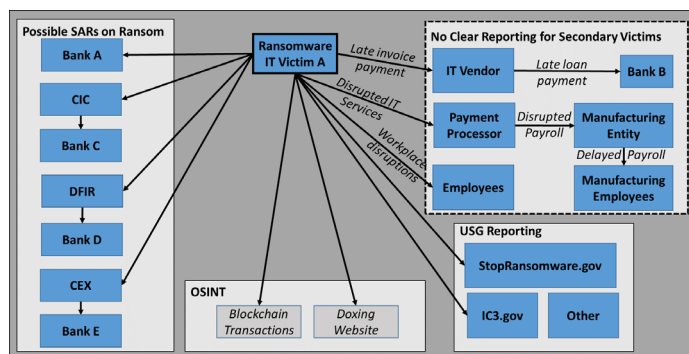 Possible SARs on Ransom
Bank A
CIC
Bank C
DFIR
Bank D
CEX
Bank E
Ransomware
IT Victim A
Late invoice
payment
Disrupted IT
Services
Workplace
disruptions
No Clear Reporting for Secondary Victims
IT Vendor
Late loan
payment
Bank B
Payment
Processor
Disrupted
Payroll
Manufacturing
Entity
Delayed Payroll
Employees
Manufacturing
Employees
USG Reporting
StopRansomware.gov
IC3.gov
Other
OSINT
Blockchain
Transactions
Doxing
Website